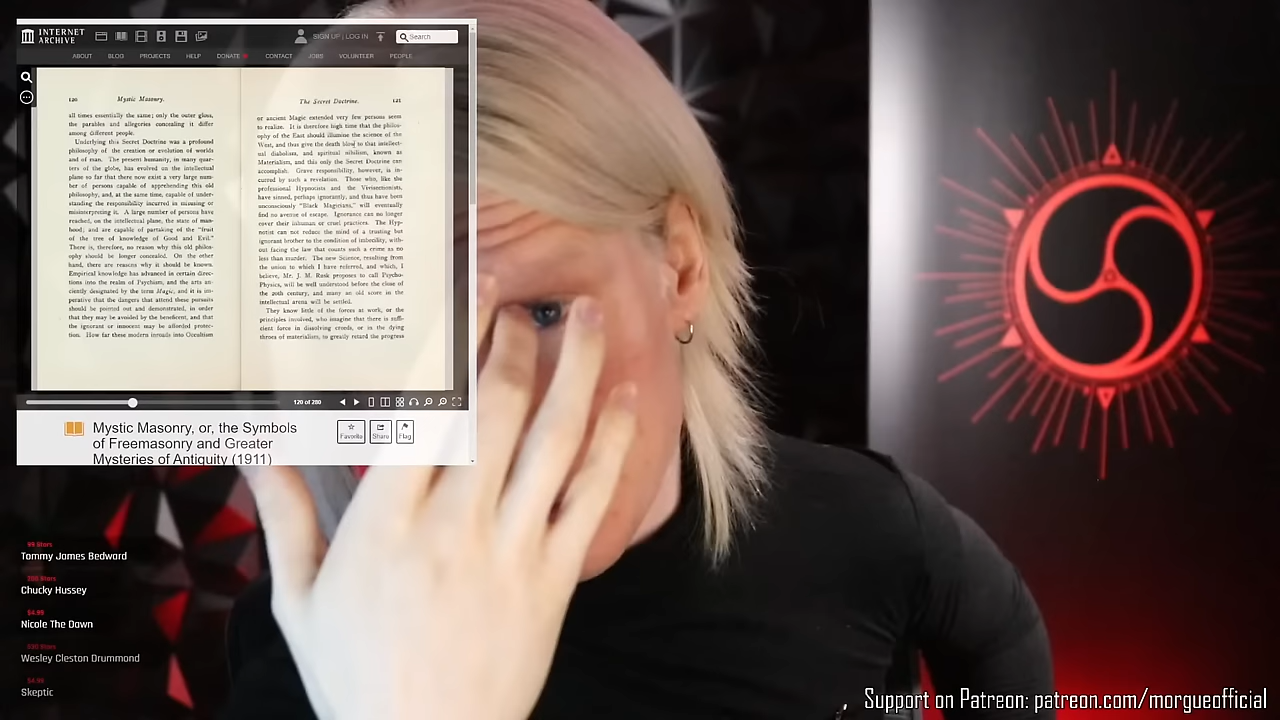 INTERNET
ARCHIVE
SIGN UP | LOG IN
Search
ABOUT BLOG PROJECTS HELP DONATE CONTACT JOBS VOLUNTEER PEOPLE
120 Mystic Masonry.
all times essentially the same; only the outer glass,
the parables and allegories concealing it differ
among different people.
Underlying this Secret Doctrine was a profound
philosophy of the creation or evolution of worlds
and of man. The present humanity, in many quar-
ters of the globe, has evolved on the intellectual
plane so far that there now exist a very large num-
ber of persons capable of apprehending this old
philosophy, and, at the same time, capable of under-
standing the responsibility incurred in misusing or
misinterpreting it. A large number of persons have
reached, on the intellectual plane, the state of man-
hood; and are capable of partaking of the "fruit
of the tree of knowledge of Good and Evil."
There is, therefore, no reason why this old philos-
ophy should be longer concealed. On the other
hand, there are reasons why it should be known.
Empirical knowledge has advanced in certain direc-
tions into the realm of Psychism, and the arts an-
ciently designated by the term Magic, and it is im-
perative that the dangers that attend these pursuits
should be pointed out and demonstrated, in order
that they may be avoided by the beneficent, and that
the ignorant or innocent may be afforded protec-
tion. How far these modern inroads into Occultism
The Secret Doctrine. 121
or ancient Magic extended very few persons seem
to realize. It is therefore high time that the philos-
ophy of the East should illumine the science of the
West, and thus give the death blow to that intellect-
ual diabolism, and spiritual nihilism, known as
Materialism, and this only the Secret Doctrine can
accomplish. Grave responsibility, however, is in-
curred by such a revelation. Those who, like the
professional Hypnotists and the Vivisectionists,
have sinned, perhaps ignorantly; and thus have been
unconsciously "Black Magicians," will eventually
find no avenue of escape. Ignorance can no longer
cover their inhuman or cruel practices. The Hyp-
notist can not reduce the mind of a trusting but
ignorant brother to the condition of imbecility, with-
out facing the law that counts such a crime as no
less than murder. The new Science, resulting from
the union to which I have referred, and which, I
believe, Mr. J. M. Rusk proposes to call Psycho-
Physics, will be well understood before the close of
the 20th century, and many an old score in the
intellectual arena will be settled.
They know little of the forces at work, or the
principles involved, who imagine that there is suffi-
cient force in dissolving creeds, or in the dying
throes of materialism, to greatly retard the progress
120 of 280
Mystic Masonry, or, the Symbols
of Freemasonry and Greater
Mysteries of Antiquity (1911)
Favorite Share Flag
99 Stars
Tommy James Bedward
Chucky Hussey
$4.99
Nicole The Dawn
Wesley Cleston Drummond
$4.99
Skeptic
Support on Patreon: patreon.com/morgueofficial